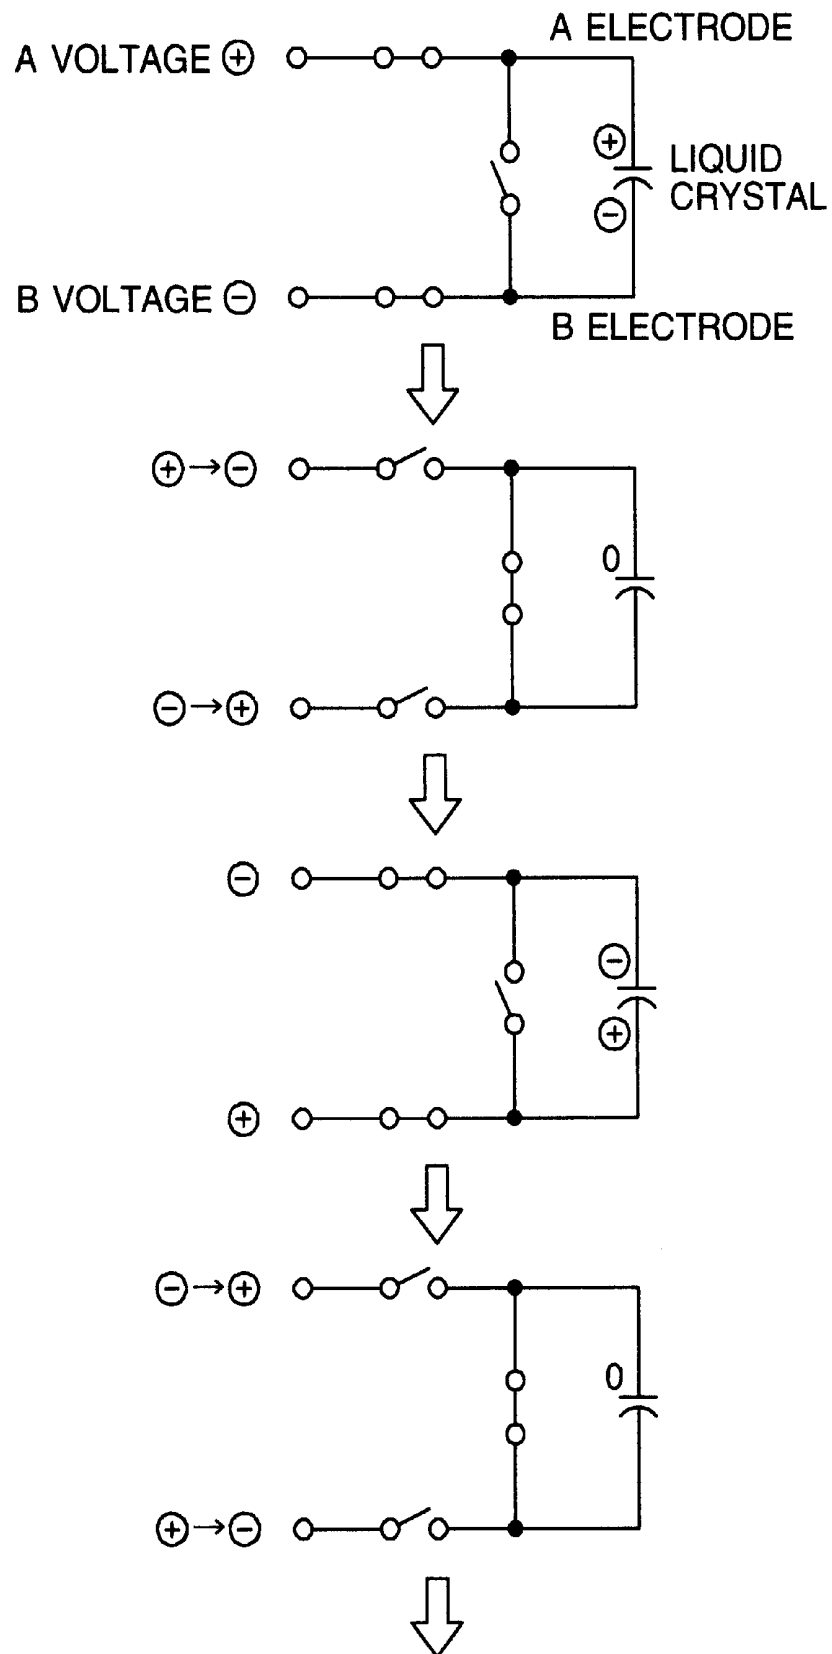 A ELECTRODE
A VOLTAGE ⊕
⊕
LIQUID
CRYSTAL
⊖
B VOLTAGE ⊖
B ELECTRODE
⊕→⊖
0
⊖→⊕
⊖
⊖
⊕
⊕
⊖→⊕
0
⊕→⊖